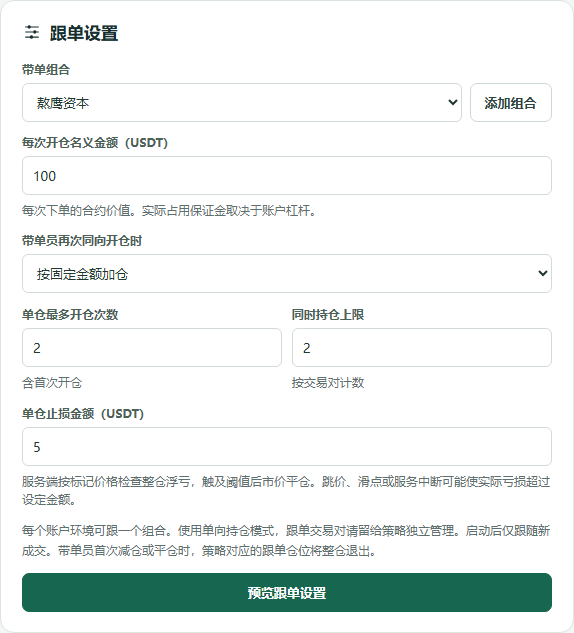 跟单设置
带单组合
熬鹰资本
添加组合
每次开仓名义金额（USDT）
100
每次下单的合约价值。实际占用保证金取决于账户杠杆。
带单员再次同向开仓时
按固定金额加仓
单仓最多开仓次数
同时持仓上限
2
2
含首次开仓
按交易对计数
单仓止损金额（USDT）
5
服务端按标记价格检查整仓浮亏，触及阈值后市价平仓。跳价、滑点或服务中断可能使实际亏损超过
设定金额。
每个账户环境可跟一个组合。使用单向持仓模式，跟单交易对请留给策略独立管理。启动后仅跟随新
成交。带单员首次减仓或平仓时，策略对应的跟单仓位将整仓退出。
预览跟单设置